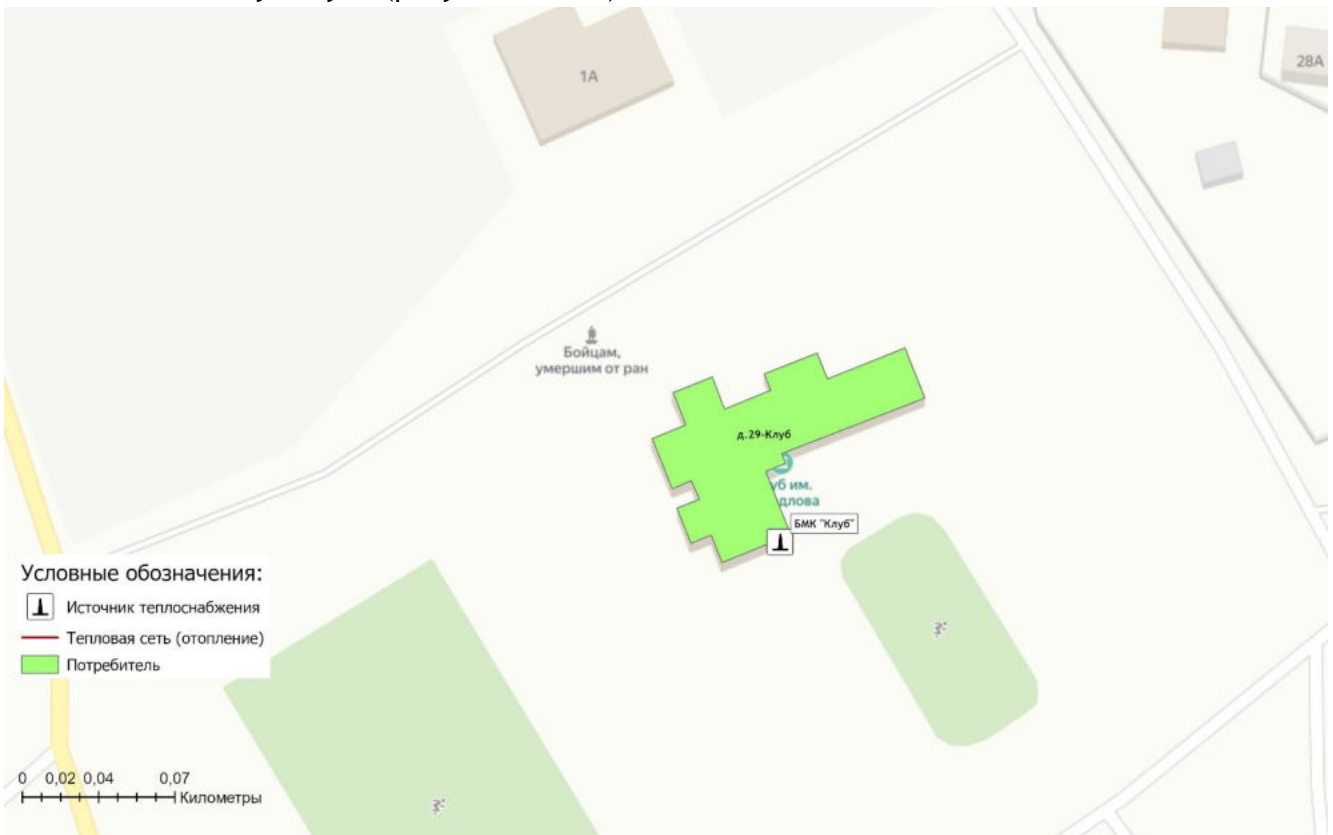 1А
28А
Бойцам,
умершим от ран
д.29-Клуб
уб им.
длова
БМК "Клуб"
Условные обозначения:
Источник теплоснабжения
Тепловая сеть (отопление)
Потребитель
0 0,02 0,04 0,07
Километры